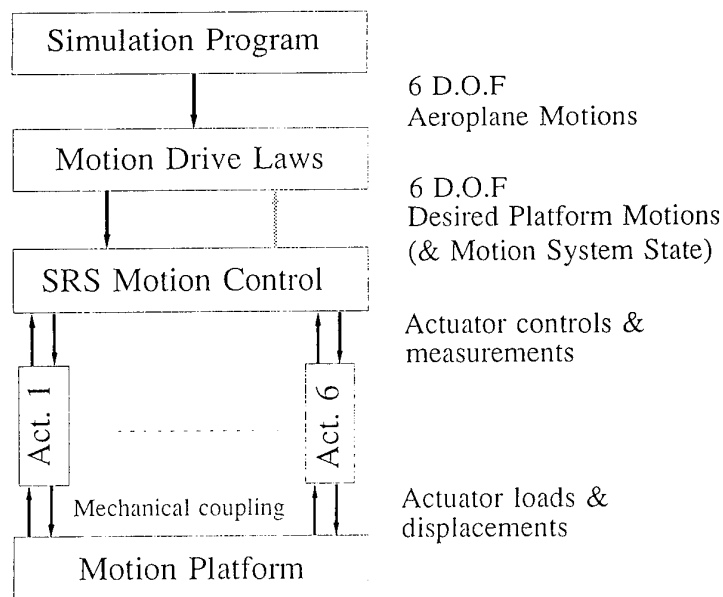 Simulation Program
6 D.O.F
Aeroplane Motions
Motion Drive Laws
6 D.O.F
Desired Platform Motions
(& Motion System State)
SRS Motion Control
Actuator controls &
measurements
Act. 1
Act. 6
Mechanical coupling
Actuator loads &
displacements
Motion Platform